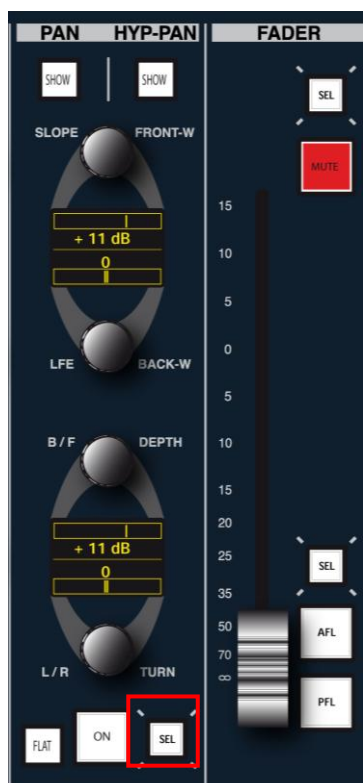 PAN HYP-PAN FADER
SHOW SHOW
SEL
SLOPE FRONT-W
MUTE
+ 11 dB
0
LFE BACK-W
B / F DEPTH
+ 11 dB
0
L / R TURN
FLAT ON SEL
15
10
5
0
5
10
15
20
25
35
50
70
∞
SEL
AFL
PFL